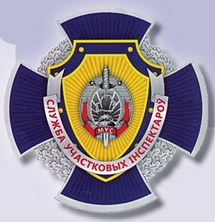 МУС
СЛУЖБА УЧАСТКОВЫХ ІНСПЕКТАРОЎ